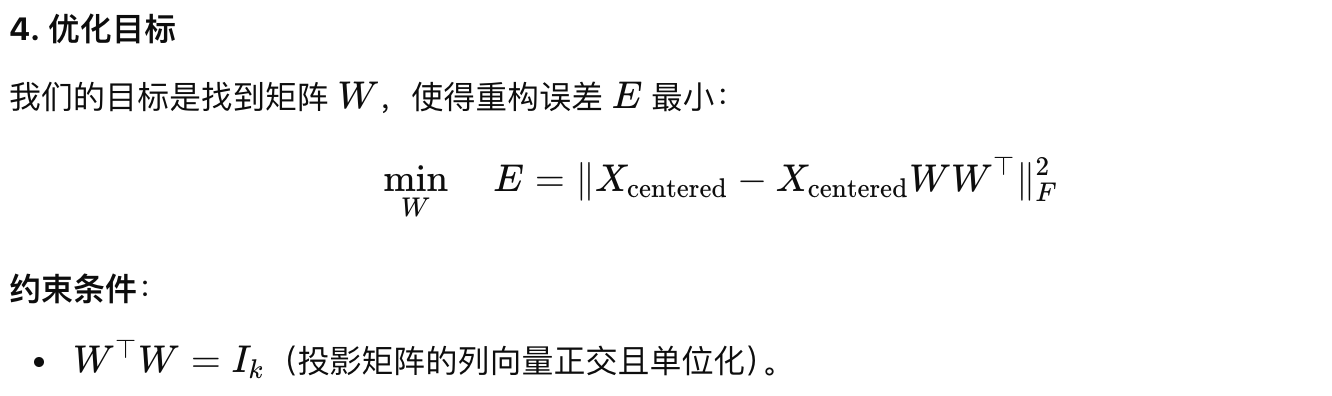 4. 优化目标
我们的目标是找到矩阵 W，使得重构误差 E 最小：
min_W E = ‖X_centered − X_centered W W^⊤‖_F^2
约束条件：
• W^⊤ W = I_k（投影矩阵的列向量正交且单位化）。